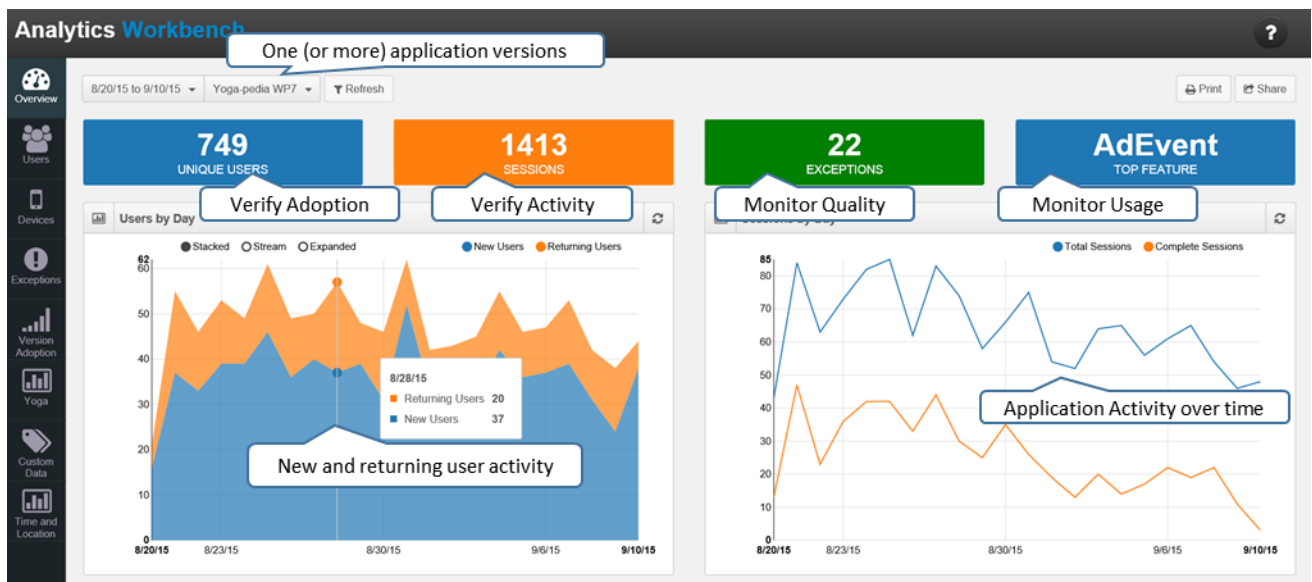 Analytics Workbench
?
One (or more) application versions
8/20/15 to 9/10/15
Yoga-pedia WP7
Refresh
Print
Share
Overview
Users
Devices
Exceptions
Version
Adoption
Yoga
Custom
Data
Time and
Location
749
UNIQUE USERS
Verify Adoption
1413
SESSIONS
Verify Activity
22
EXCEPTIONS
Monitor Quality
AdEvent
TOP FEATURE
Monitor Usage
Users by Day
Stacked Stream Expanded
New Users Returning Users
62
60
50
40
30
20
10
0
8/20/15 8/23/15 8/30/15 9/6/15 9/10/15
8/28/15
Returning Users 20
New Users 37
New and returning user activity
by Day
Total Sessions Complete Sessions
85
80
70
60
50
40
30
20
10
0
8/20/15 8/23/15 8/30/15 9/6/15 9/10/15
Application Activity over time